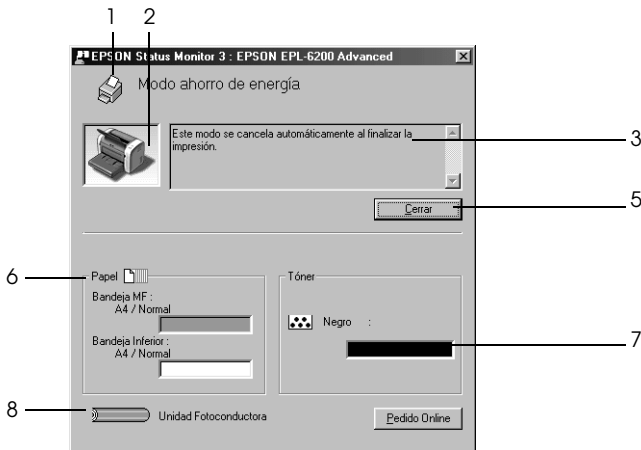 1 2
EPSON Status Monitor 3 : EPSON EPL-6200 Advanced
Modo ahorro de energía
Este modo se cancela automáticamente al finalizar la
impresión.
3
Cerrar
5
6
Papel
Bandeja MF :
A4 / Normal
Bandeja Inferior :
A4 / Normal
Tóner
Negro :
7
8
Unidad Fotoconductora
Pedido Online